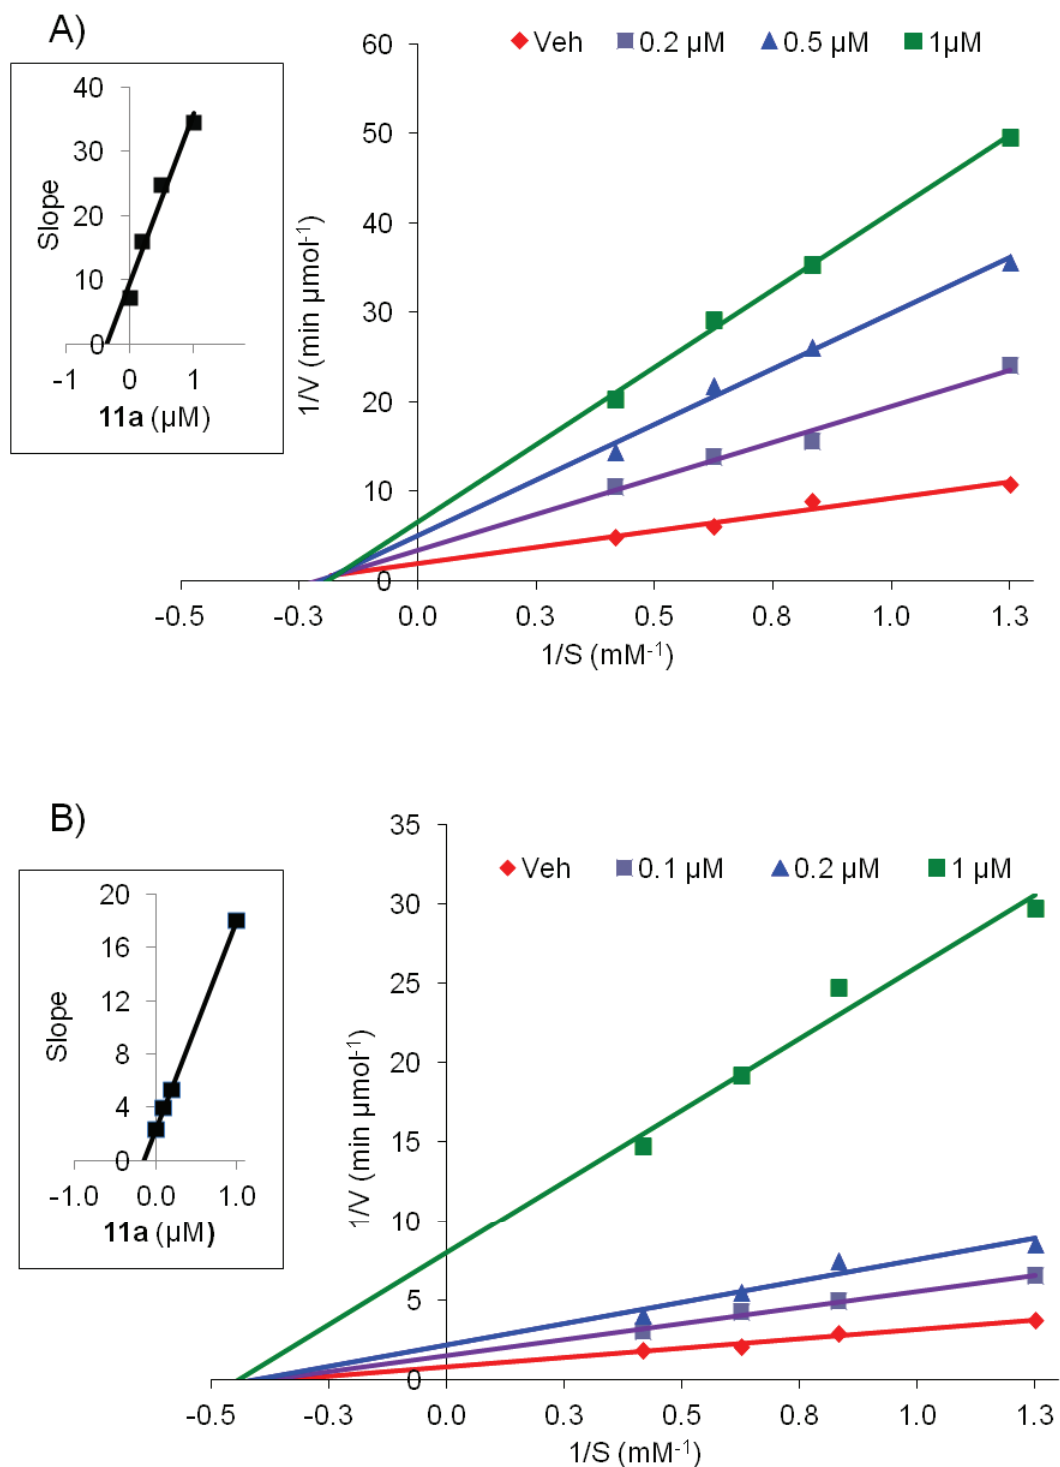 A)
Veh 0.2 µM 0.5 µM 1µM
60
50
40
30
20
10
0
1/V (min µmol-1)
-0.5 -0.3 0.0 0.3 0.5 0.8 1.0 1.3
1/S (mM-1)
40
30
20
10
0
Slope
-1 0 1
11a (µM)
B)
Veh 0.1 µM 0.2 µM 1 µM
35
30
25
20
15
10
5
0
1/V (min µmol-1)
-0.5 -0.3 0.0 0.3 0.5 0.8 1.0 1.3
1/S (mM-1)
20
16
12
8
4
0
Slope
-1.0 0.0 1.0
11a (µM)